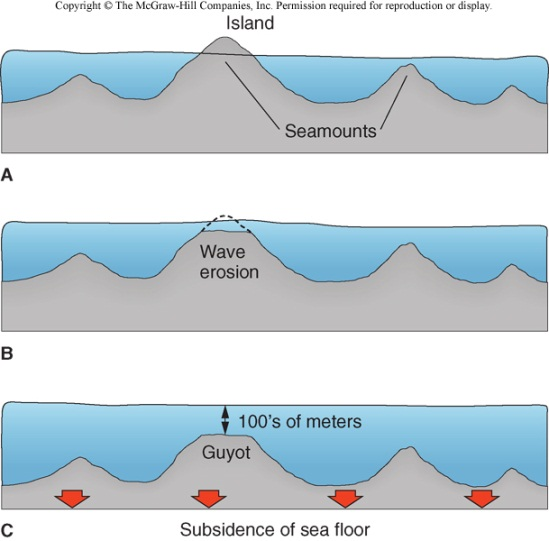 Copyright © The McGraw-Hill Companies, Inc. Permission required for reproduction or display.
Island
Seamounts
A
Wave
erosion
B
100's of meters
Guyot
C
Subsidence of sea floor